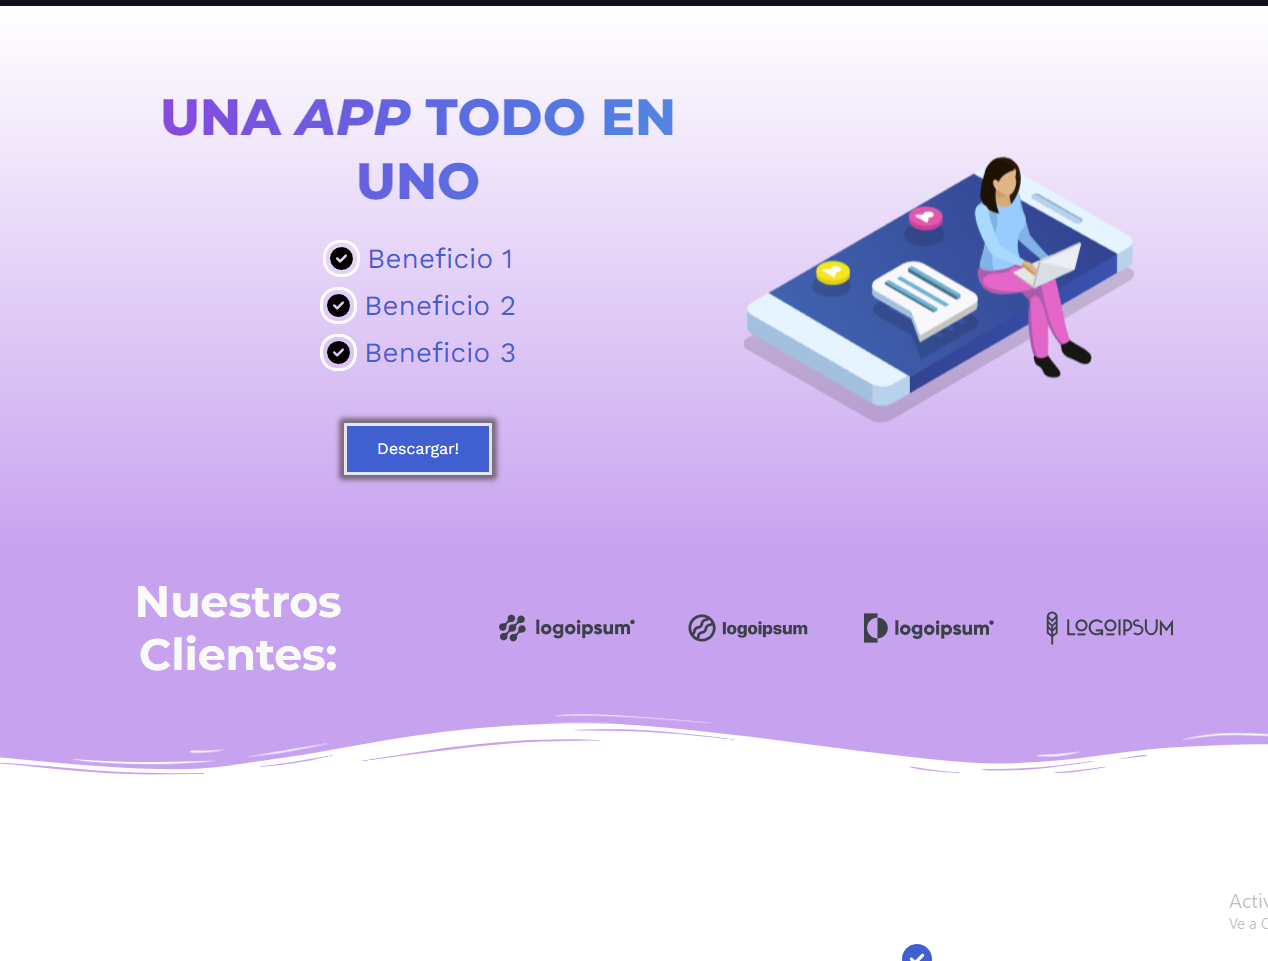 UNA APP TODO EN
UNO
Beneficio 1
Beneficio 2
Beneficio 3
Descargar!
Nuestros
Clientes:
logoipsum
logoipsum
logoipsum
LOGOIPSUM
Ve a